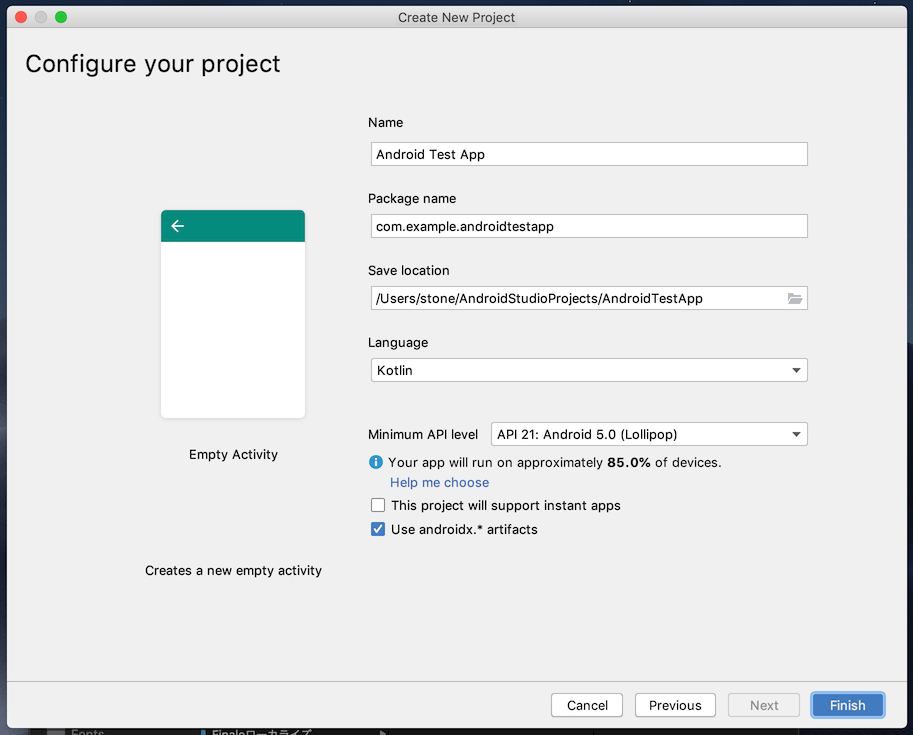 Create New Project
Configure your project
Name
Android Test App
Package name
com.example.androidtestapp
Save location
/Users/stone/AndroidStudioProjects/AndroidTestApp
Language
Kotlin
Minimum API level API 21: Android 5.0 (Lollipop)
Your app will run on approximately 85.0% of devices.
Help me choose
This project will support instant apps
Use androidx.* artifacts
Empty Activity
Creates a new empty activity
Cancel Previous Next Finish
Fonts Finaleローカライズ